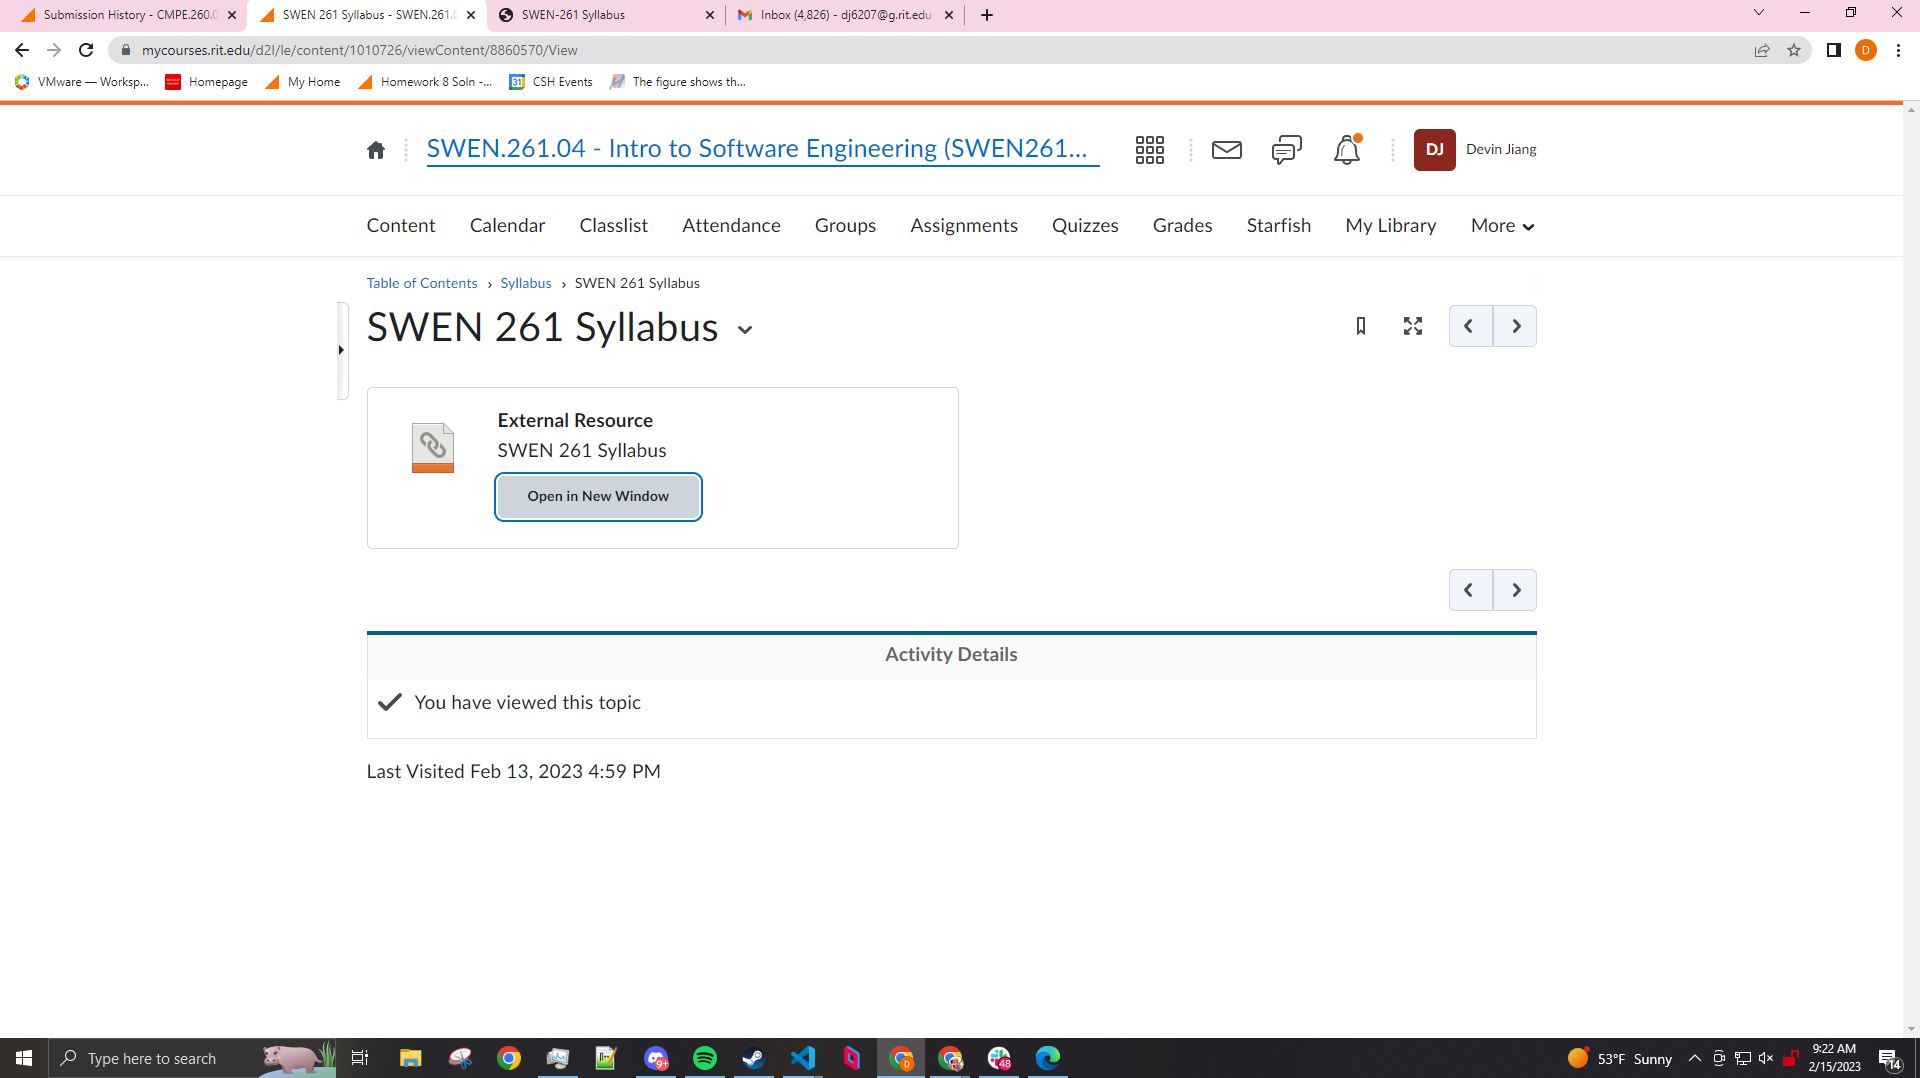 Submission History - CMPE.260.0
SWEN 261 Syllabus - SWEN.261.0
SWEN-261 Syllabus
Inbox (4,826) - dj6207@g.rit.edu
mycourses.rit.edu/d2l/le/content/1010726/viewContent/8860570/View
D
VMware — Worksp...
Homepage
My Home
Homework 8 Soln -...
31
CSH Events
The figure shows th...
SWEN.261.04 - Intro to Software Engineering (SWEN261...
DJ
Devin Jiang
Content
Calendar
Classlist
Attendance
Groups
Assignments
Quizzes
Grades
Starfish
My Library
More
Table of Contents › Syllabus › SWEN 261 Syllabus
SWEN 261 Syllabus
External Resource
SWEN 261 Syllabus
Open in New Window
Activity Details
You have viewed this topic
Last Visited Feb 13, 2023 4:59 PM
Type here to search
9+
D
48
53°F Sunny
9:22 AM
2/15/2023
14